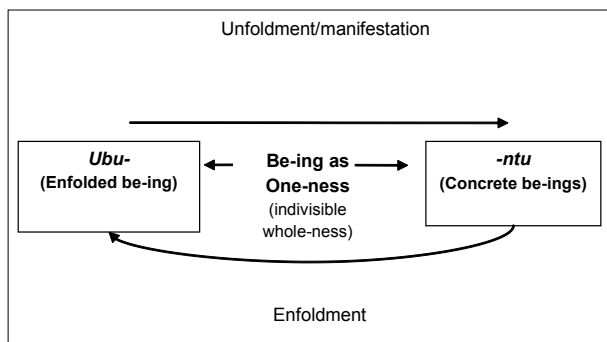 Unfoldment/manifestation
Ubu-
(Enfolded be-ing)
Be-ing as
One-ness
(indivisible
whole-ness)
-ntu
(Concrete be-ings)
Enfoldment